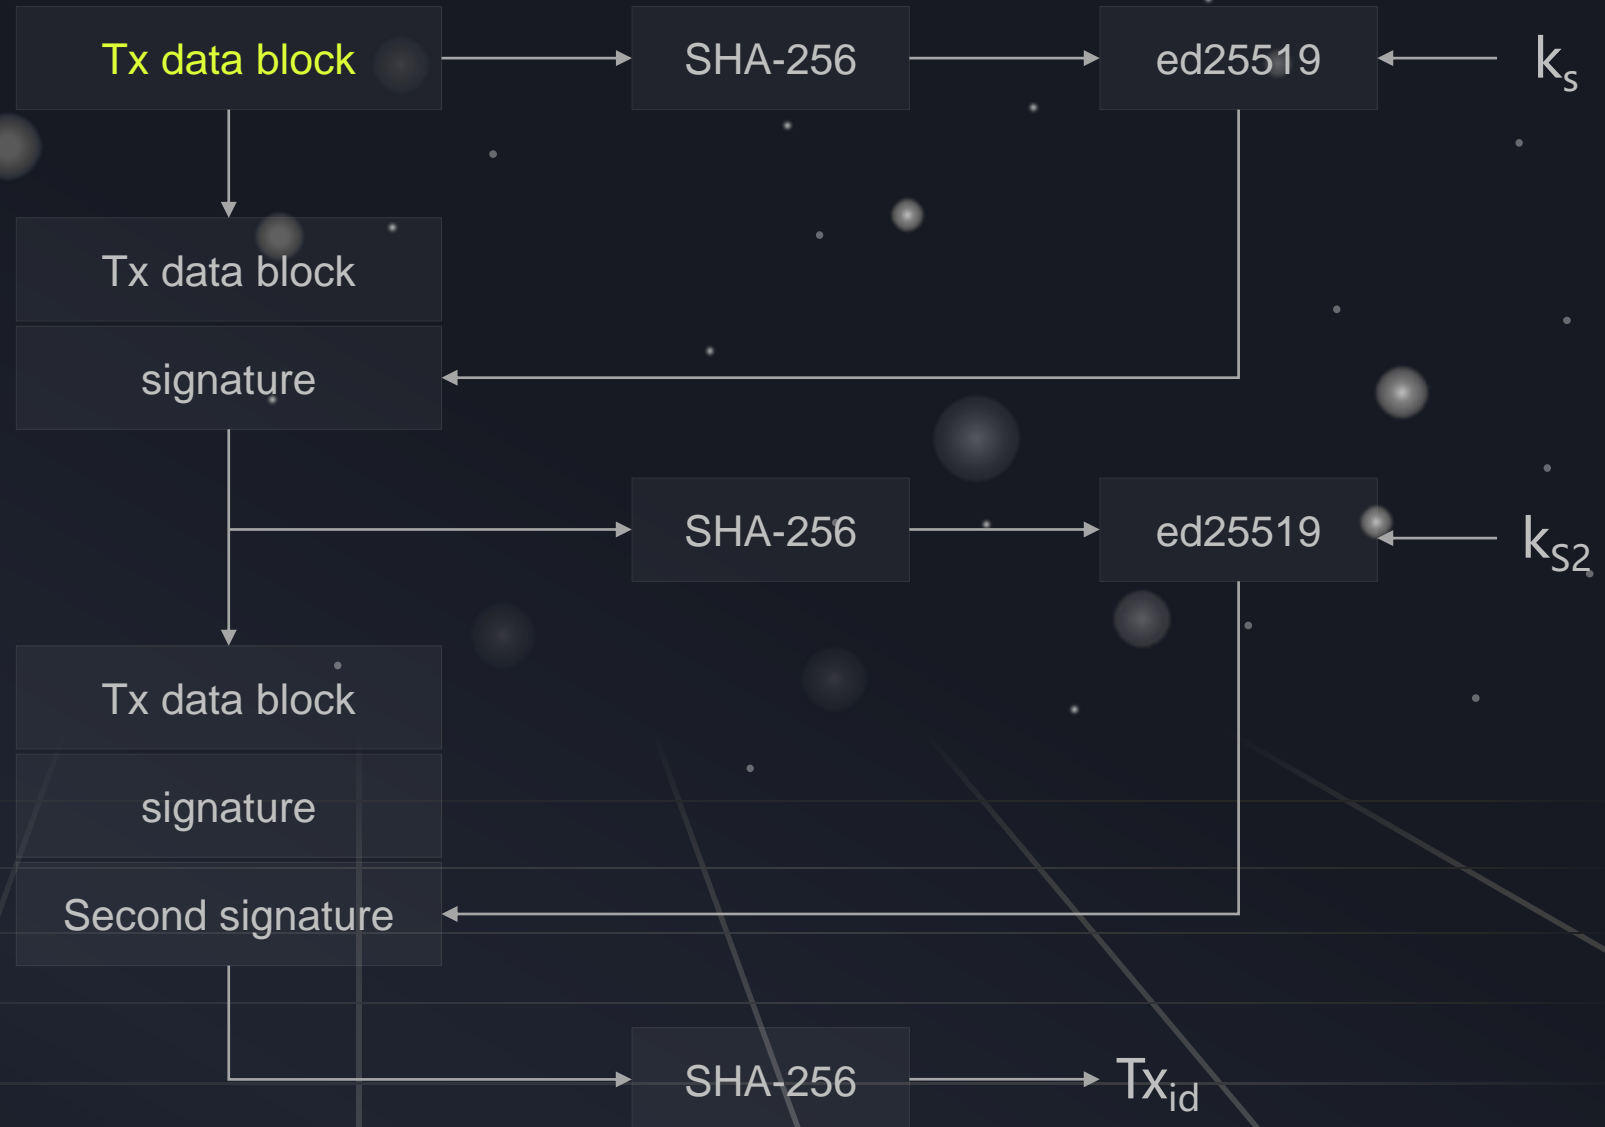 Tx data block
SHA-256
ed25519
ks
Tx data block
signature
SHA-256
ed25519
kS2
Tx data block
signature
Second signature
SHA-256
Txid